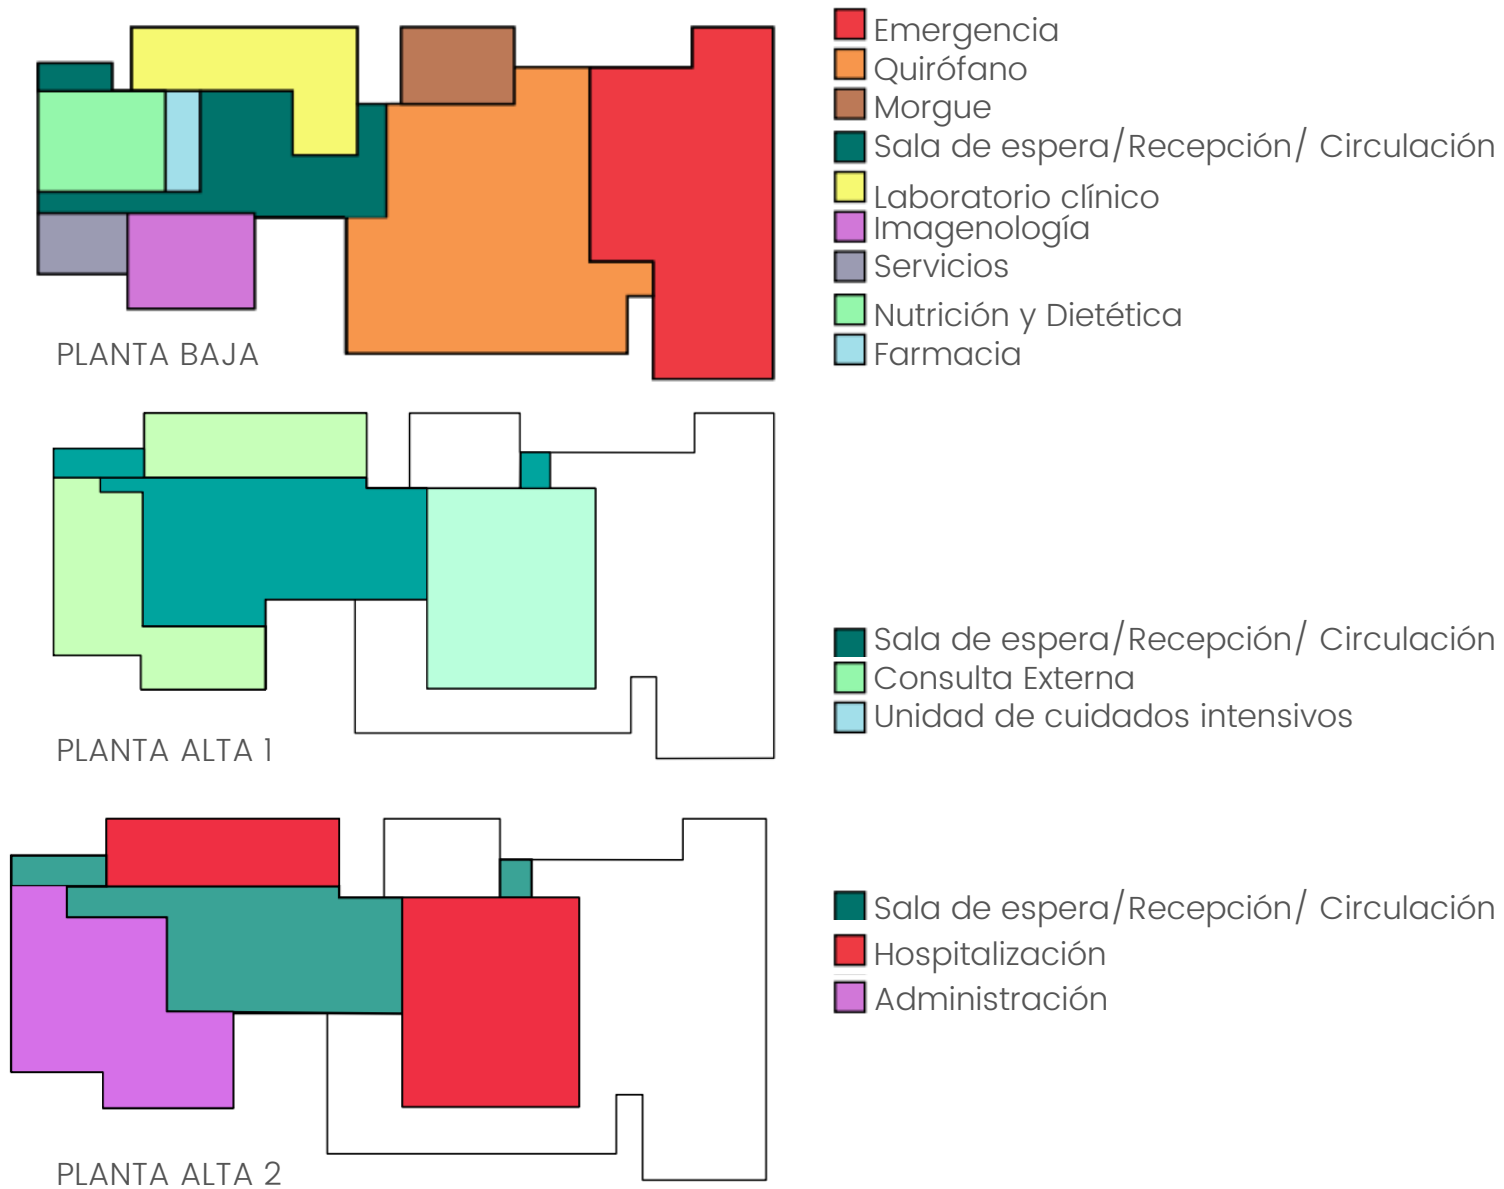 Emergencia
Quirófano
Morgue
Sala de espera/Recepción/ Circulación
Laboratorio clínico
Imagenología
Servicios
Nutrición y Dietética
Farmacia
PLANTA BAJA
Sala de espera/Recepción/ Circulación
Consulta Externa
Unidad de cuidados intensivos
PLANTA ALTA 1
Sala de espera/Recepción/ Circulación
Hospitalización
Administración
PLANTA ALTA 2